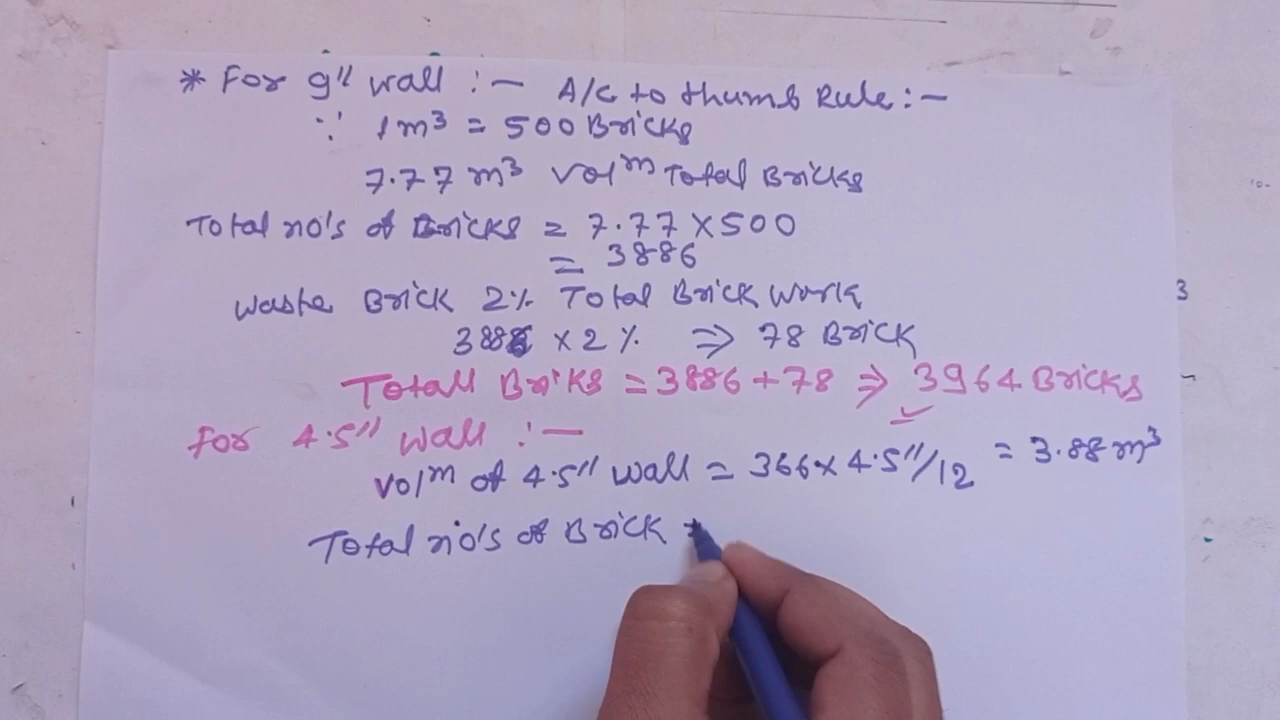 * For 9" wall :- A/c to thumb Rule :-
∵ 1m³ = 500 Bricks
7.77 m³ volᵐ Total Bricks
Total no's of Bricks = 7.77 × 500
= 3886
waste Brick 2% Total Brick work
3886 × 2% ⇒ 78 Brick
Totall Bricks = 3886 + 78 ⇒ 3964 Bricks
for 4.5" wall :-
volᵐ of 4.5" wall = 366 × 4.5"/12 = 3.88 m³
Total no's of Brick =
3